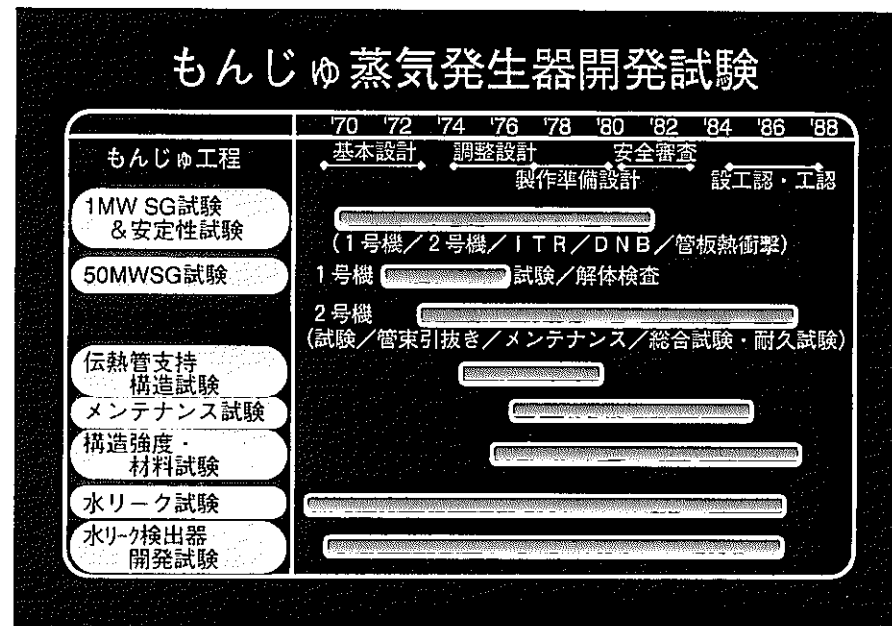 もんじゅ蒸気発生器開発試験
'70 '72 '74 '76 '78 '80 '82 '84 '86 '88
もんじゅ工程
基本設計 調整設計 安全審査
製作準備設計 設工認・工認
1MW SG試験
&安定性試験
(1号機/2号機/ITR/DNB/管板熱衝撃)
50MWSG試験
1号機 試験/解体検査
2号機
(試験/管束引抜き/メンテナンス/総合試験・耐久試験)
伝熱管支持
構造試験
メンテナンス試験
構造強度・
材料試験
水リーク試験
水リーク検出器
開発試験